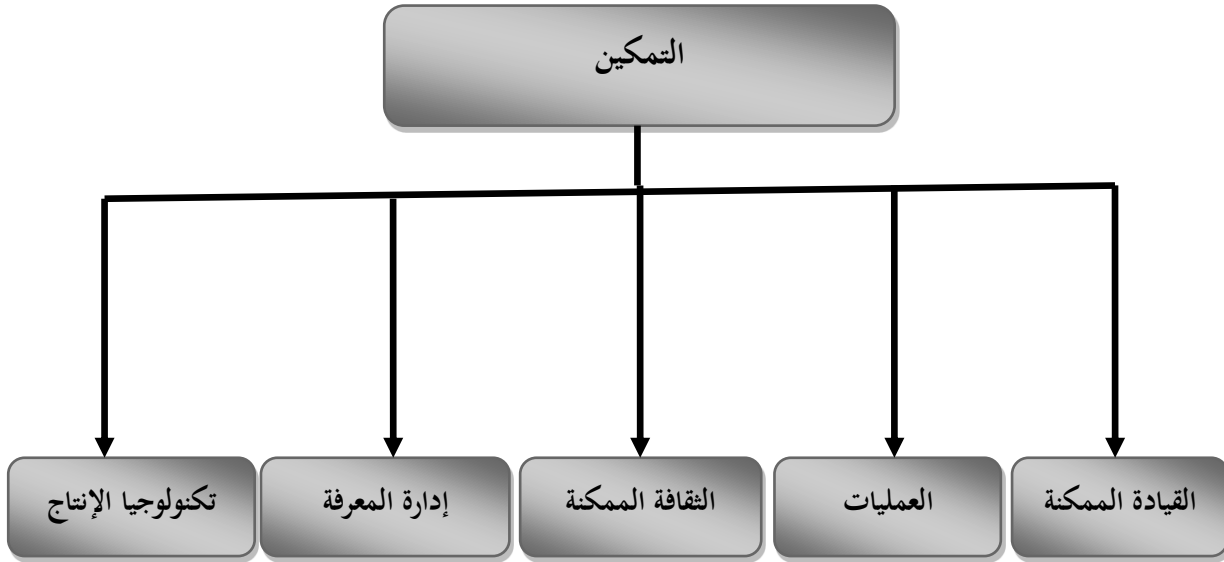 التمكين
القيادة الممكنة
العمليات
الثقافة الممكنة
إدارة المعرفة
تكنولوجيا الإنتاج